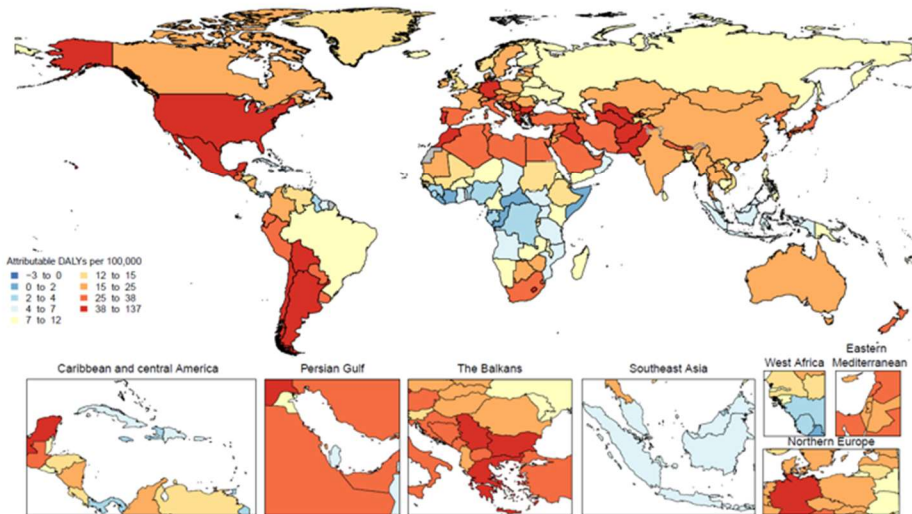 Attributable DALYs per 100,000
−3 to 0
0 to 2
2 to 4
4 to 7
7 to 12
12 to 15
15 to 25
25 to 38
38 to 137
Caribbean and central America
Persian Gulf
The Balkans
Southeast Asia
West Africa
Eastern
Mediterranean
Northern Europe